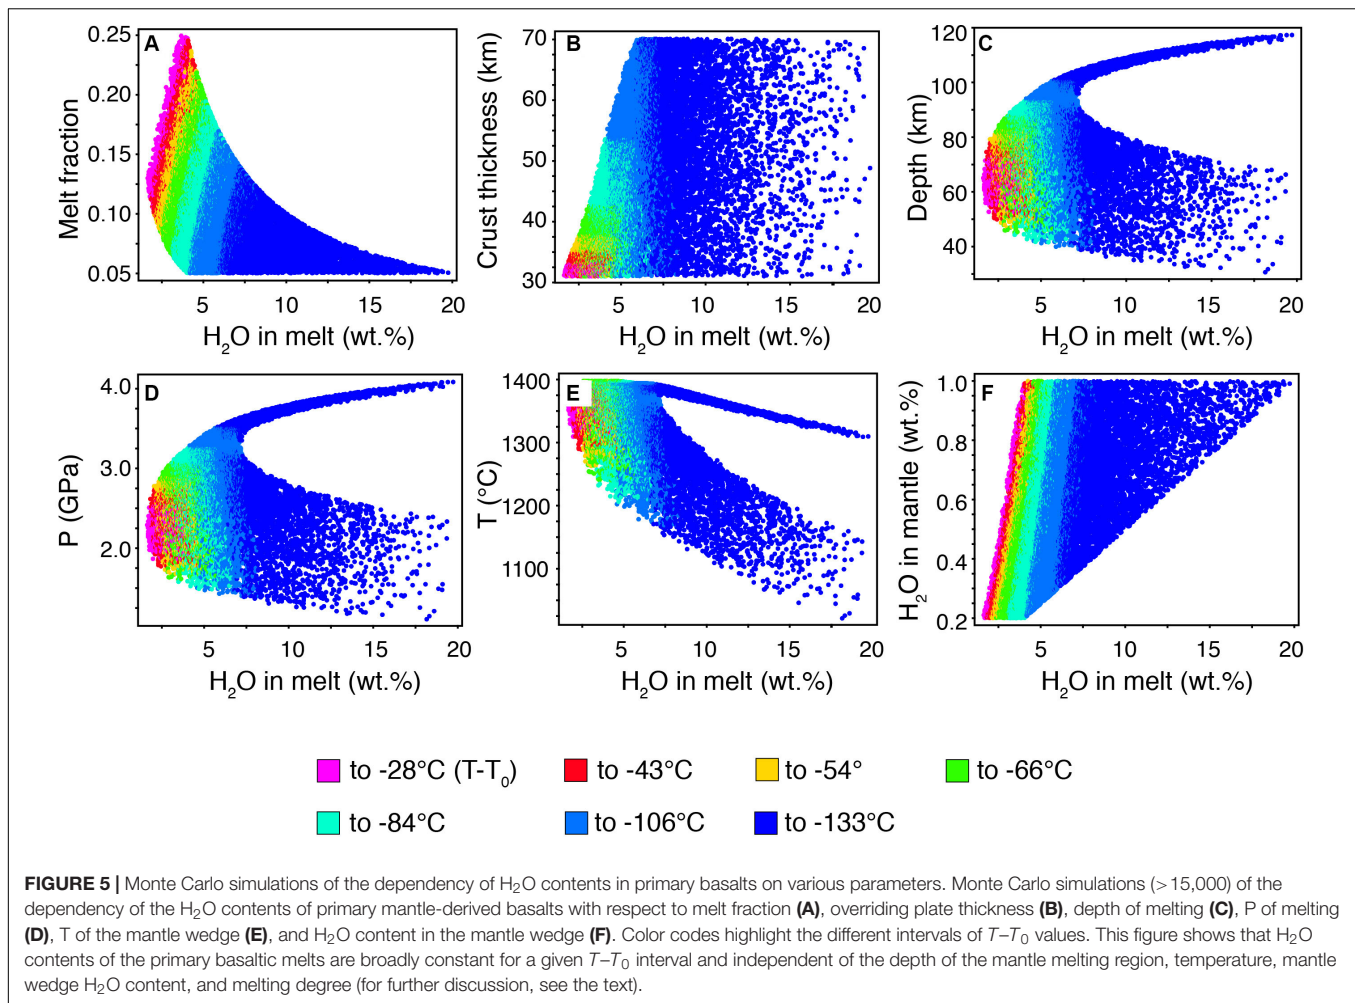 A
Melt fraction
0.25
0.20
0.15
0.10
0.05
5 10 15 20
H₂O in melt (wt.%)
B
Crust thickness (km)
70
60
50
40
30
5 10 15 20
H₂O in melt (wt.%)
C
Depth (km)
120
100
80
60
40
5 10 15 20
H₂O in melt (wt.%)
D
P (GPa)
4.0
3.0
2.0
5 10 15 20
H₂O in melt (wt.%)
E
T (°C)
1400
1300
1200
1100
5 10 15 20
H₂O in melt (wt.%)
F
H₂O in mantle (wt.%)
1.0
0.8
0.6
0.4
0.2
5 10 15 20
H₂O in melt (wt.%)
to -28°C (T-T₀) to -43°C to -54° to -66°C
to -84°C to -106°C to -133°C
FIGURE 5 | Monte Carlo simulations of the dependency of H₂O contents in primary basalts on various parameters. Monte Carlo simulations (> 15,000) of the
dependency of the H₂O contents of primary mantle-derived basalts with respect to melt fraction (A), overriding plate thickness (B), depth of melting (C), P of melting
(D), T of the mantle wedge (E), and H₂O content in the mantle wedge (F). Color codes highlight the different intervals of T–T₀ values. This figure shows that H₂O
contents of the primary basaltic melts are broadly constant for a given T–T₀ interval and independent of the depth of the mantle melting region, temperature, mantle
wedge H₂O content, and melting degree (for further discussion, see the text).